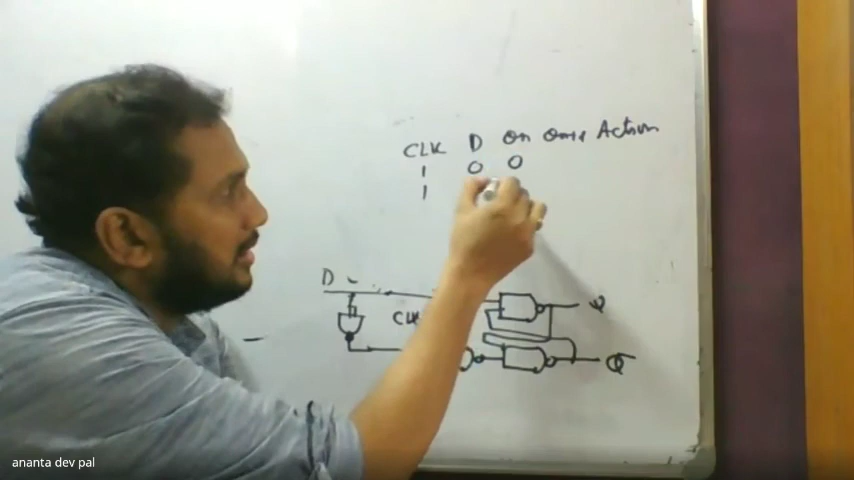 CLK D Qn Qn+1 Action
1 0 0
1
D
CLK
Q
Q̅
ananta dev pal